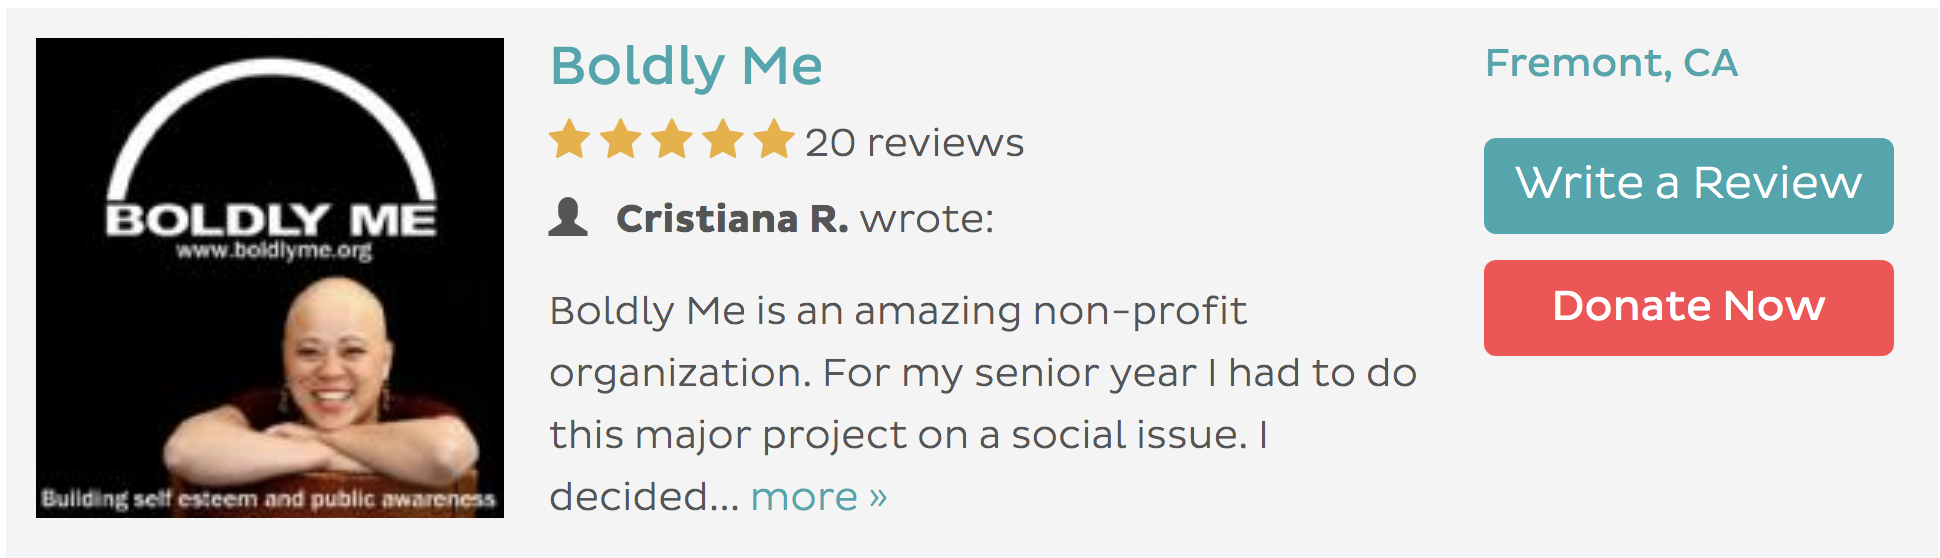 BOLDLY ME
www.boldlyme.org
Building self esteem and public awareness
Boldly Me
20 reviews
Cristiana R. wrote:
Boldly Me is an amazing non-profit
organization. For my senior year I had to do
this major project on a social issue. I
decided... more »
Fremont, CA
Write a Review
Donate Now